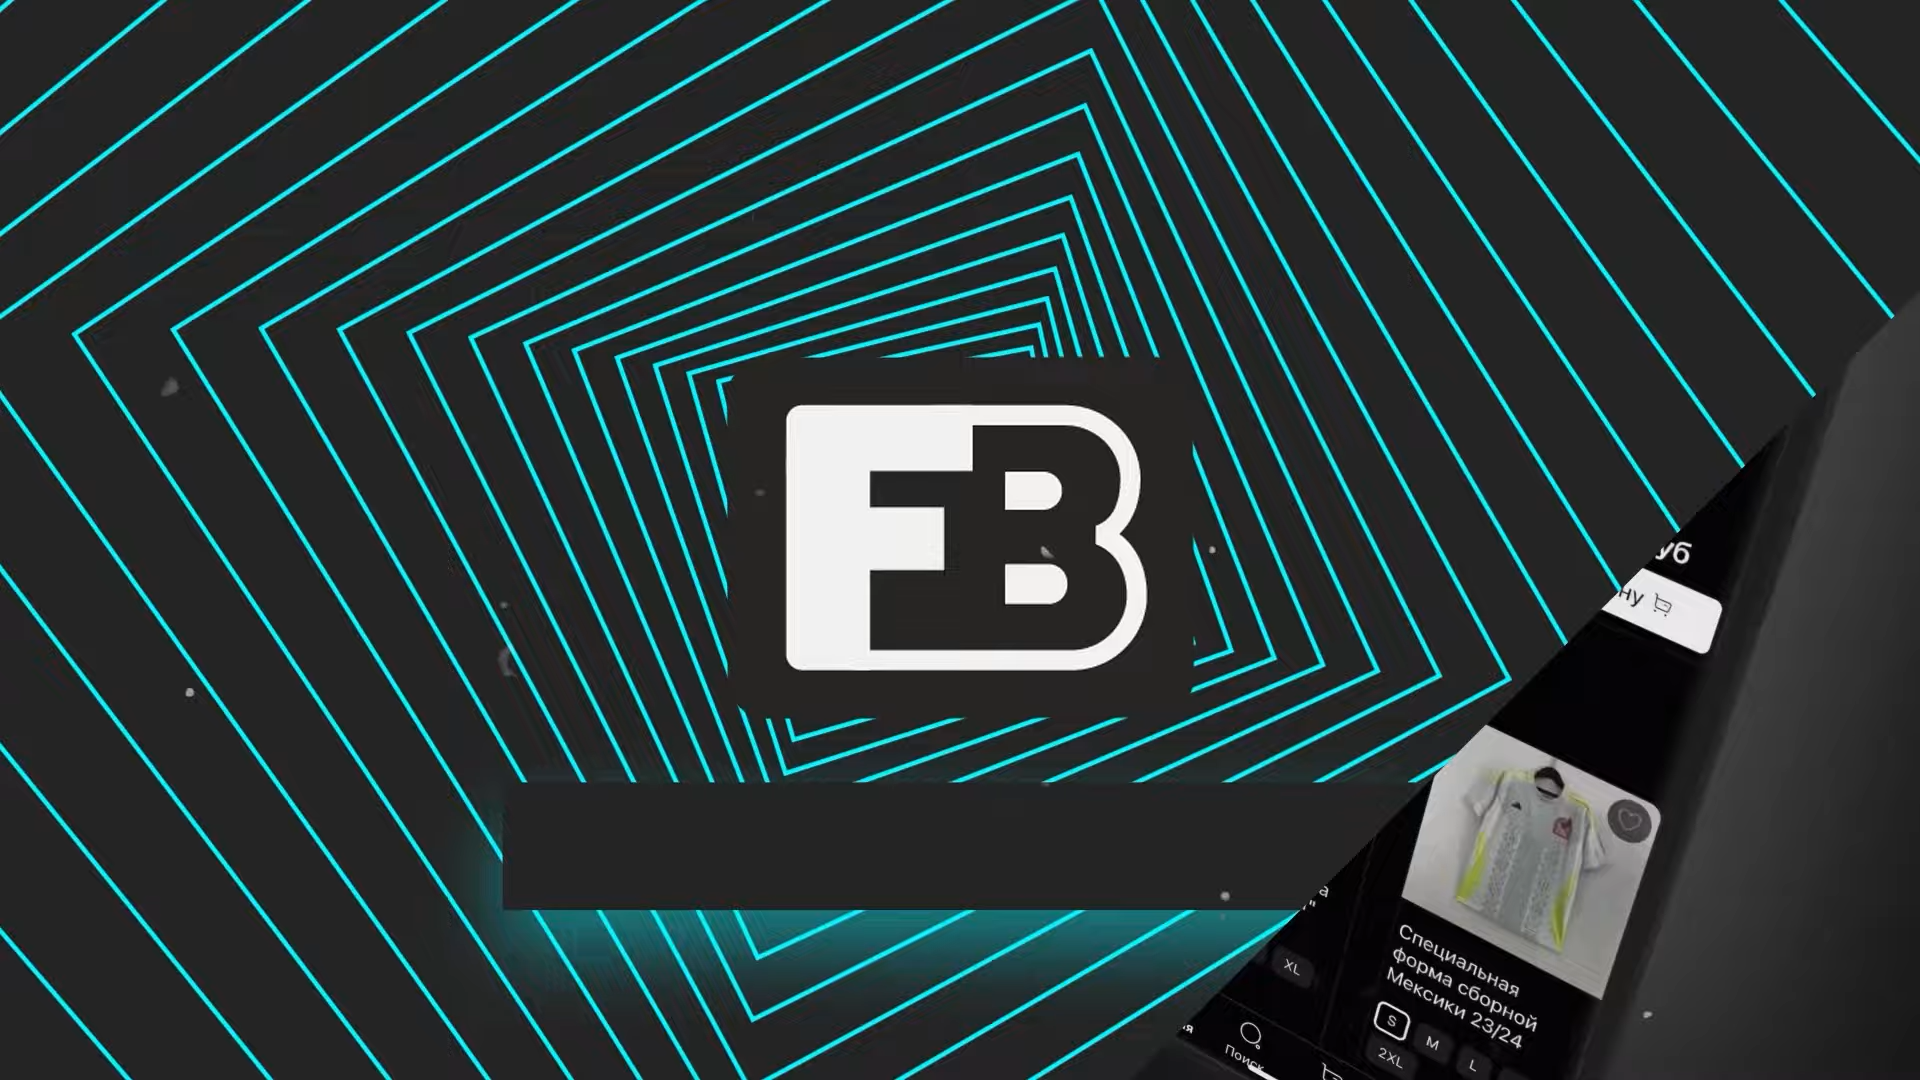 FB
уб
ну
а
"
XL
Специальная
форма сборной
Мексики 23/24
S M L
2XL
я
Поиск